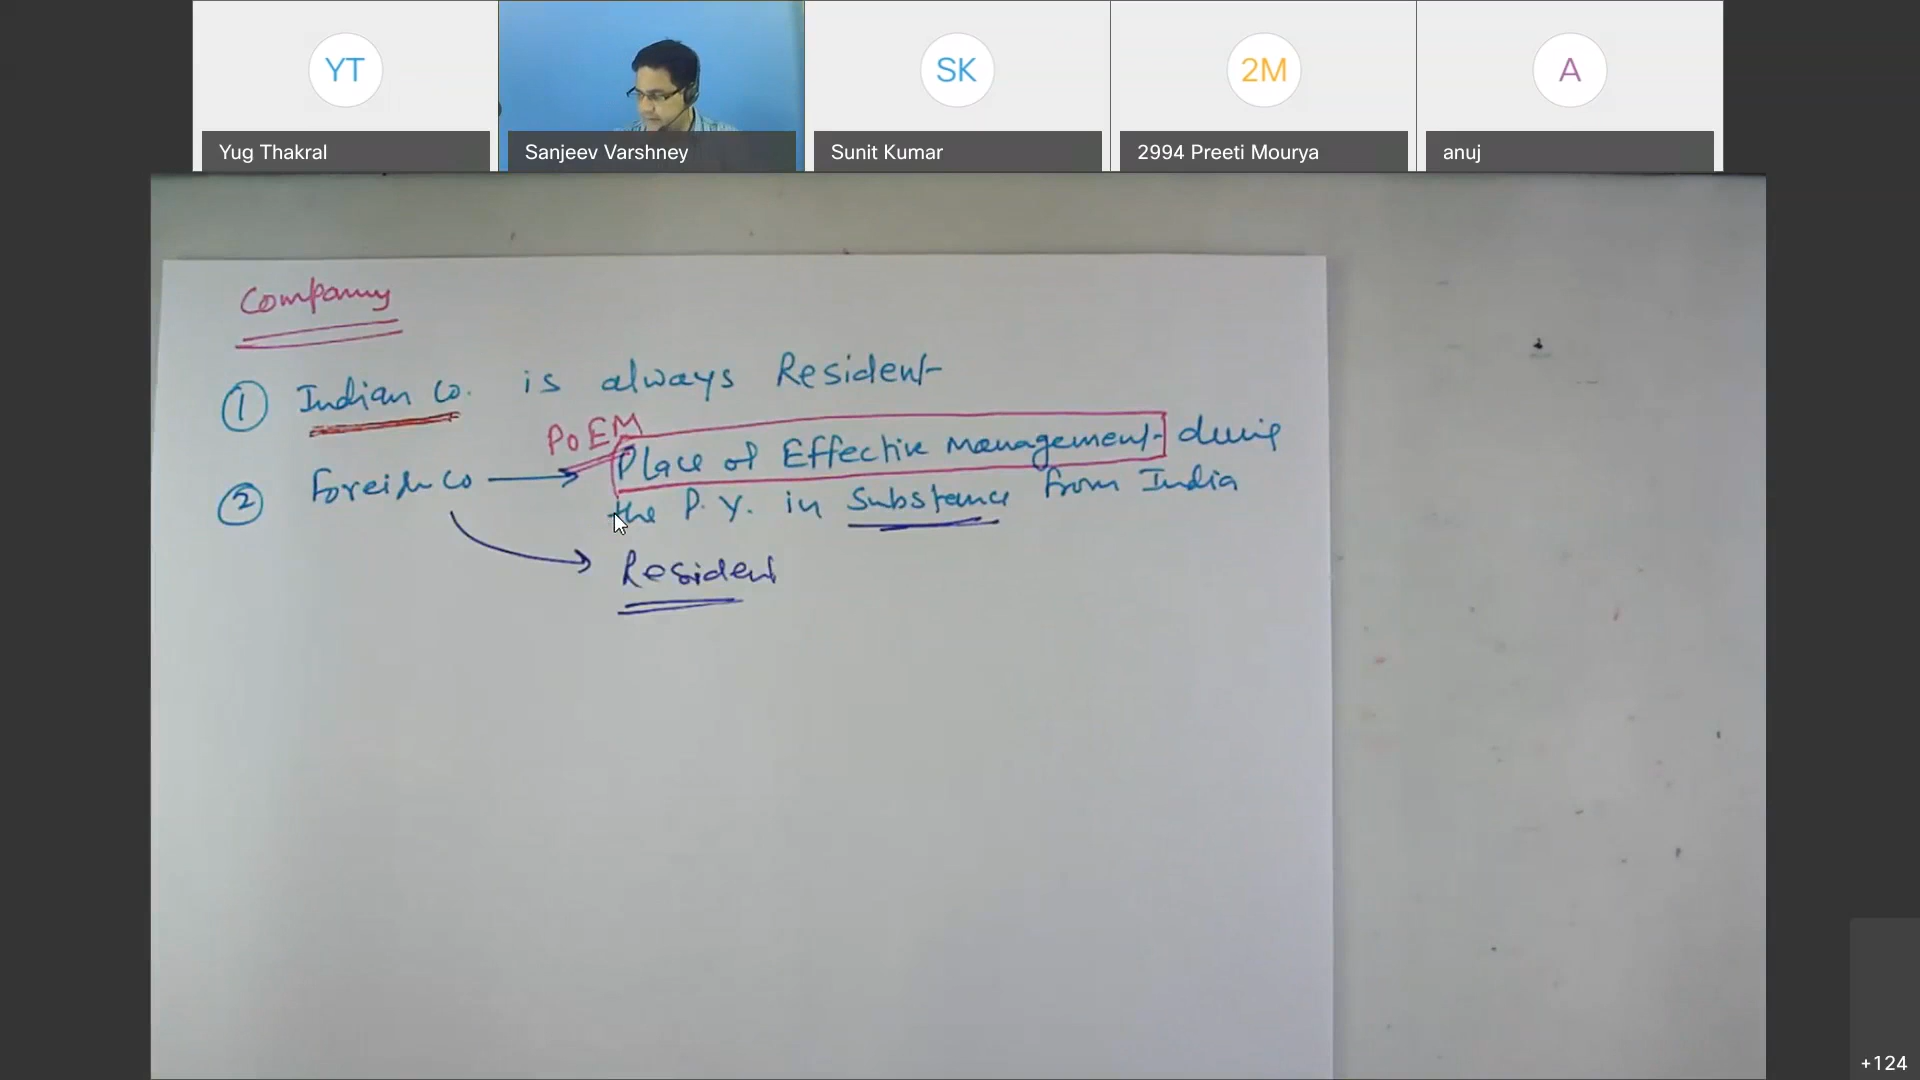 YT
SK
2M
A
Yug Thakral
Sanjeev Varshney
Sunit Kumar
2994 Preeti Mourya
anuj
Company
① Indian Co. is always Resident
POEM
② Foreign Co → Place of Effective Management during
the P.Y. in Substance from India
Resident
+124